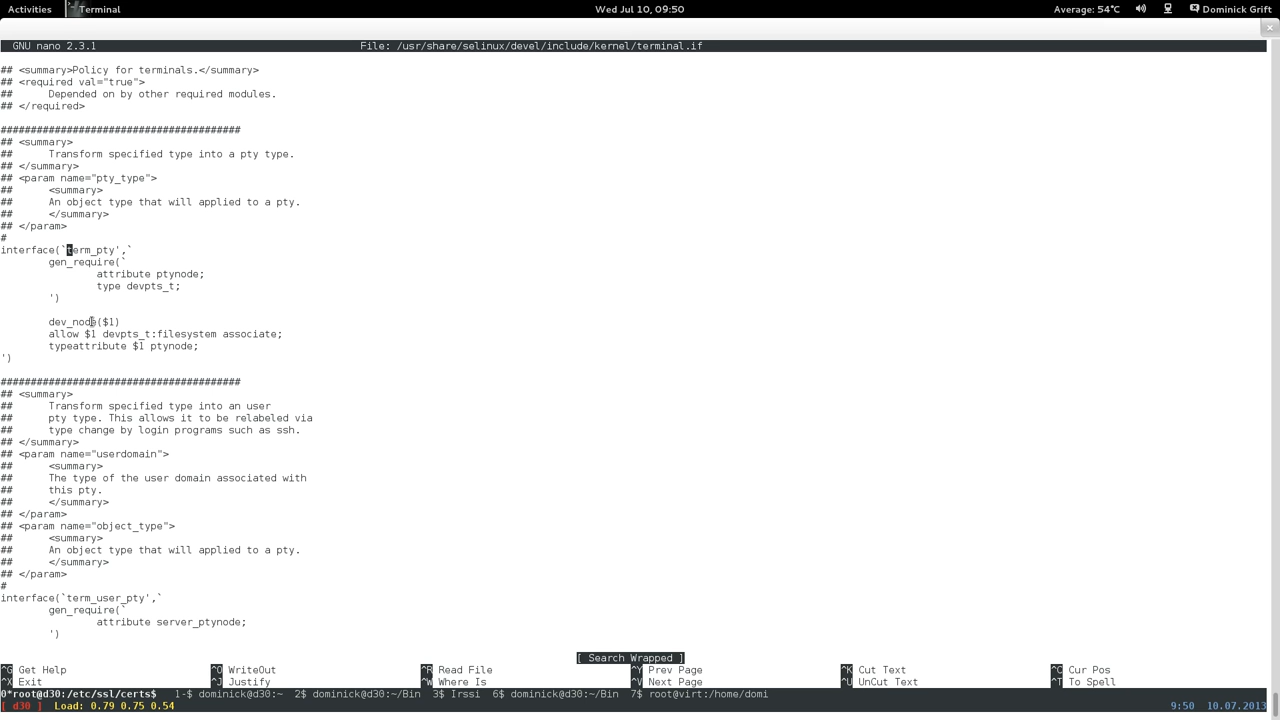 Activities Terminal Wed Jul 10, 09:50 Average: 54°C Dominick Grift
GNU nano 2.3.1 File: /usr/share/selinux/devel/include/kernel/terminal.if
## <summary>Policy for terminals.</summary>
## <required val="true">
## Depended on by other required modules.
## </required>
########################################
## <summary>
## Transform specified type into a pty type.
## </summary>
## <param name="pty_type">
## <summary>
## An object type that will applied to a pty.
## </summary>
## </param>
#
interface(`term_pty',`
gen_require(`
attribute ptynode;
type devpts_t;
')
dev_node($1)
allow $1 devpts_t:filesystem associate;
typeattribute $1 ptynode;
')
########################################
## <summary>
## Transform specified type into an user
## pty type. This allows it to be relabeled via
## type change by login programs such as ssh.
## </summary>
## <param name="userdomain">
## <summary>
## The type of the user domain associated with
## this pty.
## </summary>
## </param>
## <param name="object_type">
## <summary>
## An object type that will applied to a pty.
## </summary>
## </param>
#
interface(`term_user_pty',`
gen_require(`
attribute server_ptynode;
')
[ Search Wrapped ]
^G Get Help ^O WriteOut ^R Read File ^Y Prev Page ^K Cut Text ^C Cur Pos
^X Exit ^J Justify ^W Where Is ^V Next Page ^U UnCut Text ^T To Spell
0*root@d30:/etc/ssl/certs* 1-$ dominick@d30:~ 2$ dominick@d30:~/Bin 3$ Irssi 6$ dominick@d30:~/Bin 7$ root@virt:/home/domi
[ d30 ] Load: 0.79 0.75 0.54 9:50 10.07.2013